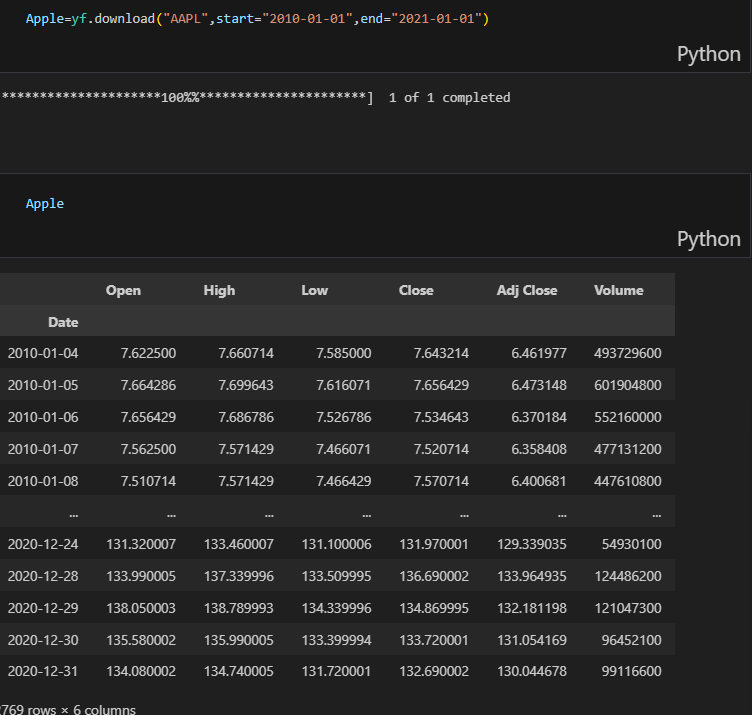 Apple=yf.download("AAPL",start="2010-01-01",end="2021-01-01")
Python
*********************100%%**********************]  1 of 1 completed
Apple
Python
Open High Low Close Adj Close Volume
Date
2010-01-04 7.622500 7.660714 7.585000 7.643214 6.461977 493729600
2010-01-05 7.664286 7.699643 7.616071 7.656429 6.473148 601904800
2010-01-06 7.656429 7.686786 7.526786 7.534643 6.370184 552160000
2010-01-07 7.562500 7.571429 7.466071 7.520714 6.358408 477131200
2010-01-08 7.510714 7.571429 7.466429 7.570714 6.400681 447610800
... ... ... ... ... ... ...
2020-12-24 131.320007 133.460007 131.100006 131.970001 129.339035 54930100
2020-12-28 133.990005 137.339996 133.509995 136.690002 133.964935 124486200
2020-12-29 138.050003 138.789993 134.339996 134.869995 132.181198 121047300
2020-12-30 135.580002 135.990005 133.399994 133.720001 131.054169 96452100
2020-12-31 134.080002 134.740005 131.720001 132.690002 130.044678 99116600
2769 rows × 6 columns